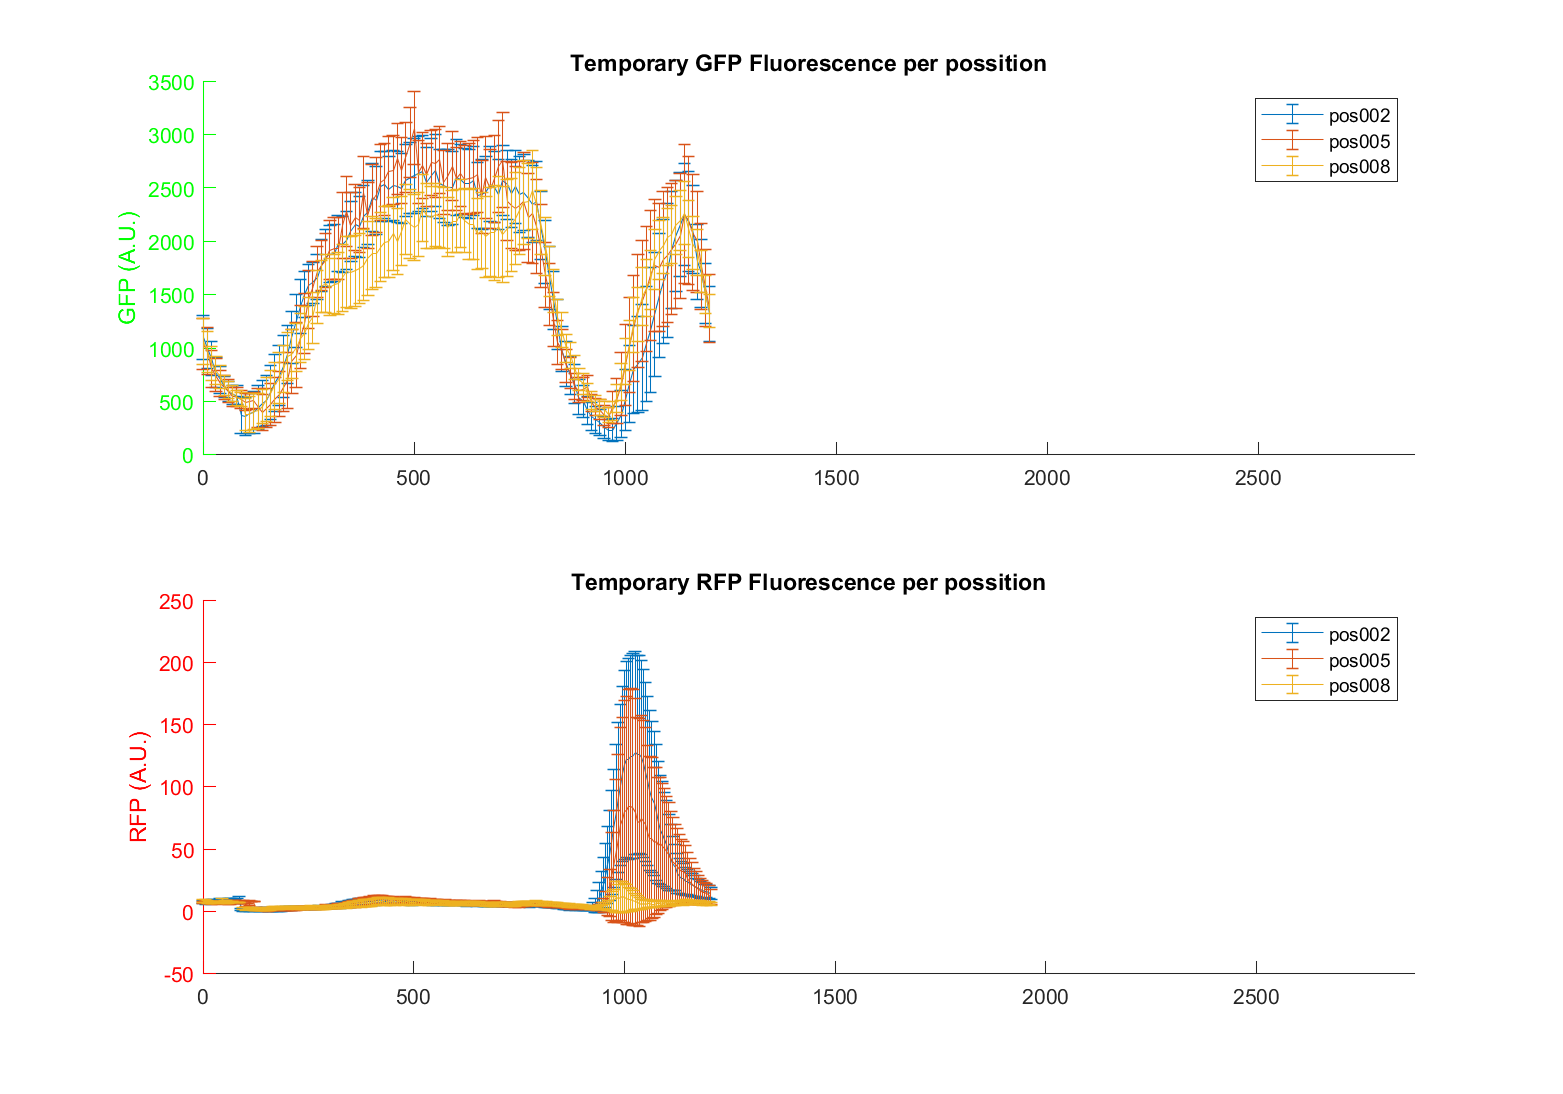 Temporary GFP Fluorescence per possition
3500
3000
2500
2000
1500
1000
500
0
GFP (A.U.)
0 500 1000 1500 2000 2500
pos002
pos005
pos008
Temporary RFP Fluorescence per possition
250
200
150
100
50
0
-50
RFP (A.U.)
0 500 1000 1500 2000 2500
pos002
pos005
pos008